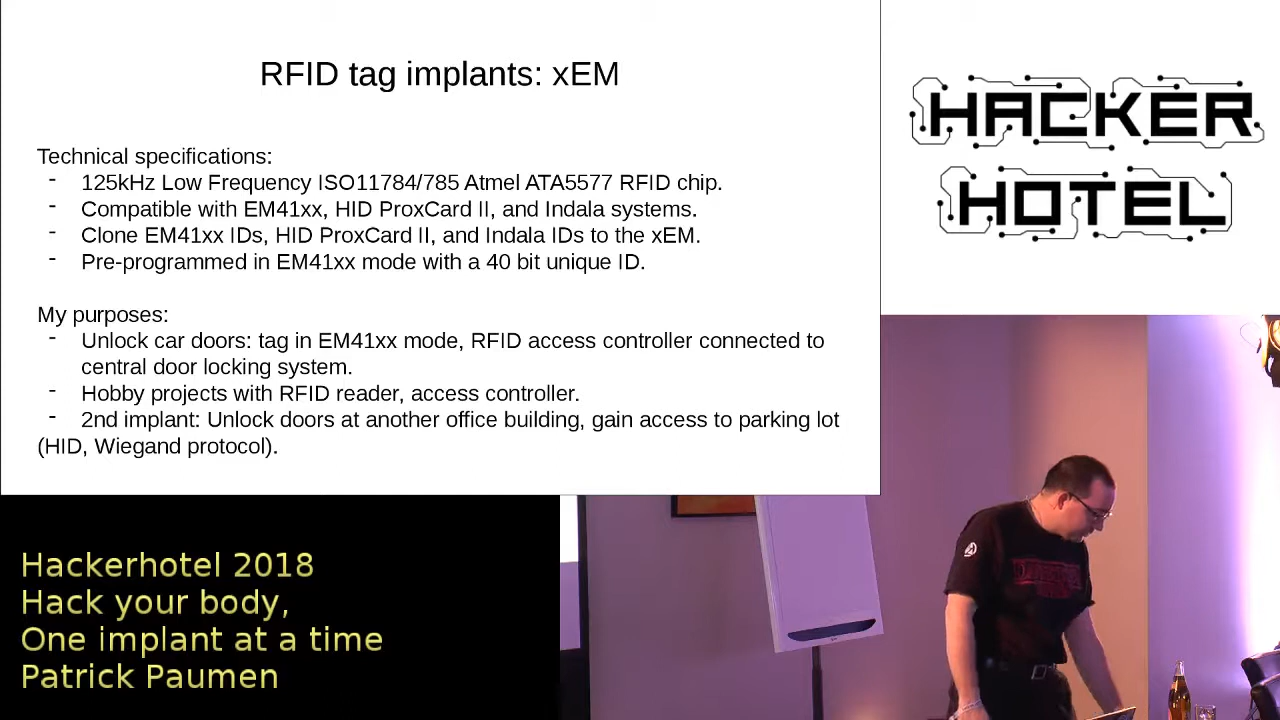 RFID tag implants: xEM
Technical specifications:
- 125kHz Low Frequency ISO11784/785 Atmel ATA5577 RFID chip.
- Compatible with EM41xx, HID ProxCard II, and Indala systems.
- Clone EM41xx IDs, HID ProxCard II, and Indala IDs to the xEM.
- Pre-programmed in EM41xx mode with a 40 bit unique ID.
My purposes:
- Unlock car doors: tag in EM41xx mode, RFID access controller connected to
central door locking system.
- Hobby projects with RFID reader, access controller.
- 2nd implant: Unlock doors at another office building, gain access to parking lot
(HID, Wiegand protocol).
HACKER
HOTEL
Hackerhotel 2018
Hack your body,
One implant at a time
Patrick Paumen